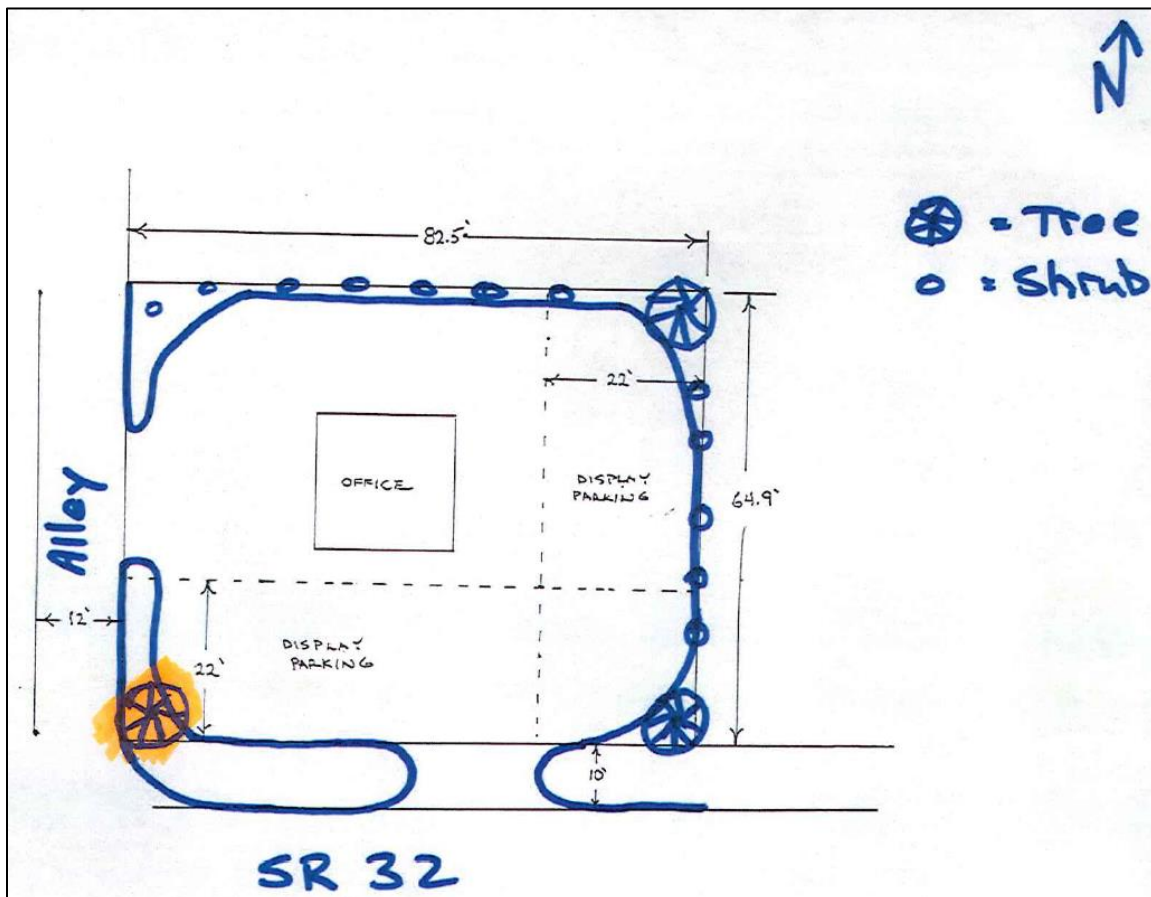 N
82.5'
= Tree
o = Shrub
22'
OFFICE
DISPLAY
PARKING
64.9'
Alley
12'
DISPLAY
PARKING
22'
10'
SR 32